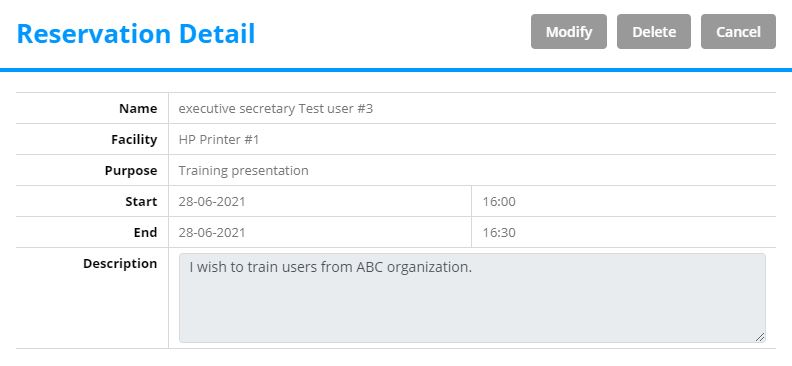 Reservation Detail
Modify Delete Cancel
Name executive secretary Test user #3
Facility HP Printer #1
Purpose Training presentation
Start 28-06-2021 16:00
End 28-06-2021 16:30
Description I wish to train users from ABC organization.